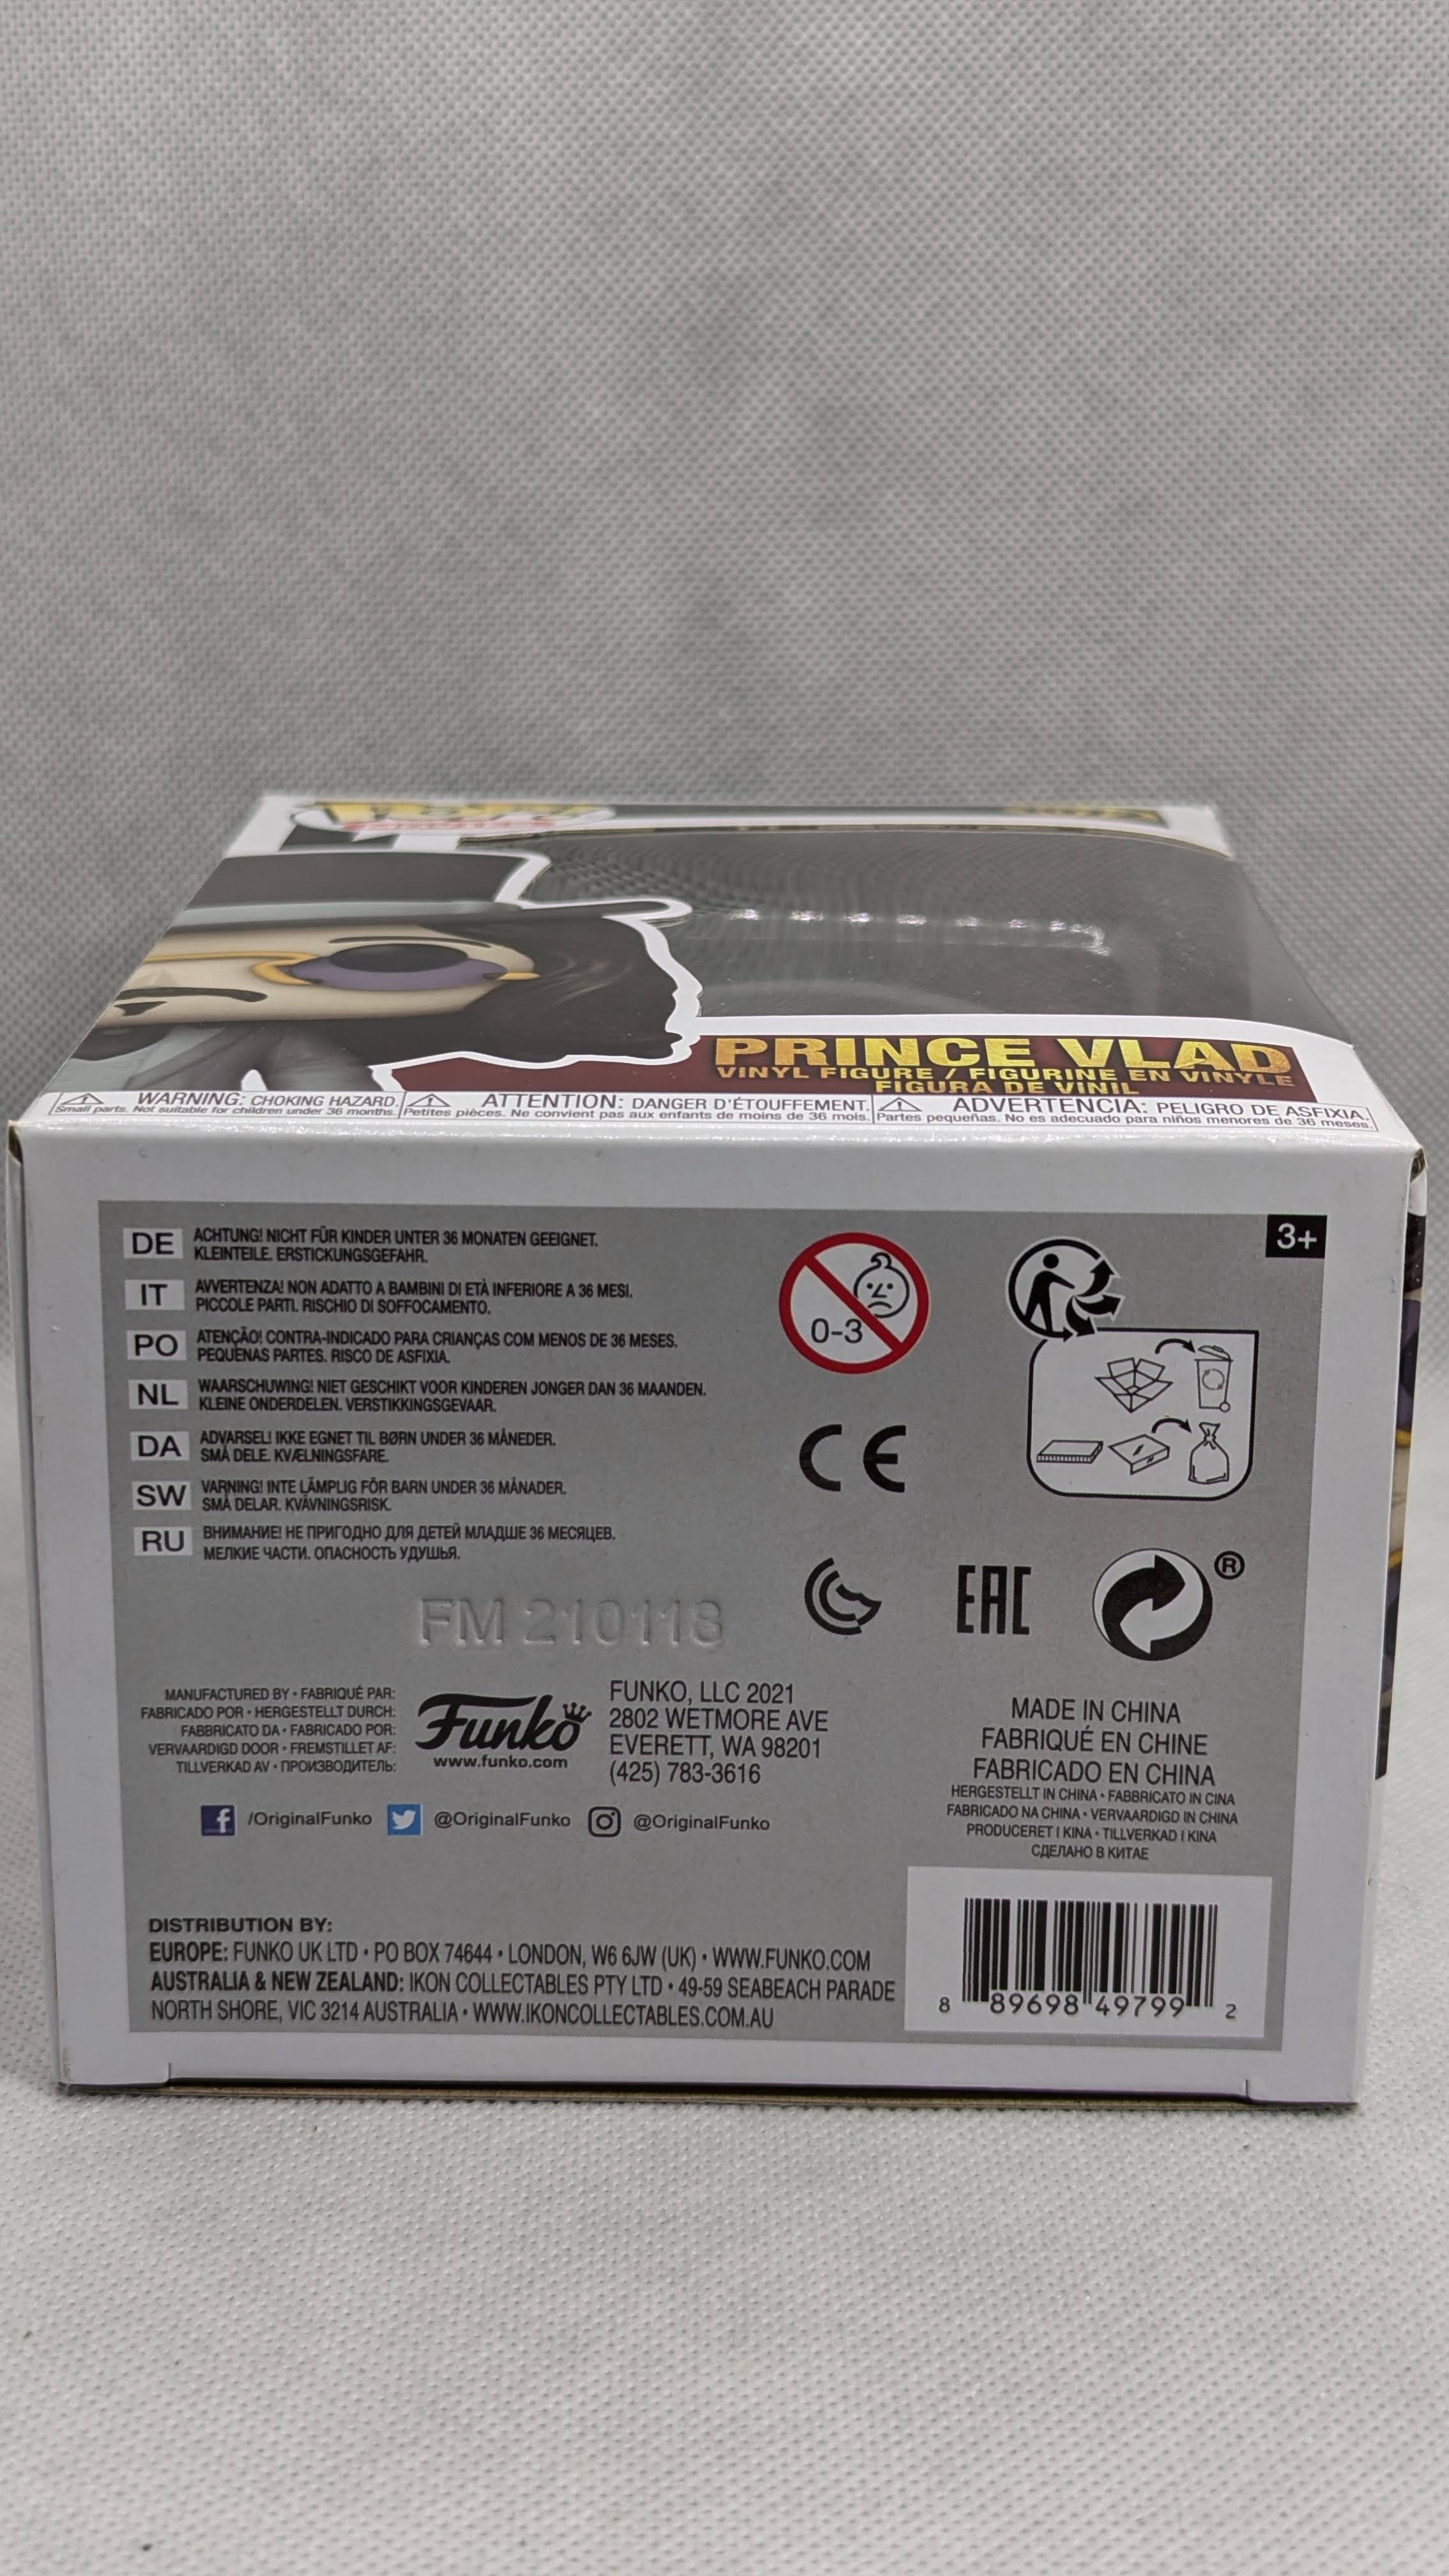 POP!
PRINCE VLAD
VINYL FIGURE / FIGURINE EN VINYLE
FIGURA DE VINIL
WARNING: CHOKING HAZARD.
Small parts. Not suitable for children under 36 months.
ATTENTION: DANGER D'ÉTOUFFEMENT.
Petites pièces. Ne convient pas aux enfants de moins de 36 mois.
ADVERTENCIA: PELIGRO DE ASFIXIA.
Partes pequeñas. No es adecuado para niños menores de 36 meses.
DE ACHTUNG! NICHT FÜR KINDER UNTER 36 MONATEN GEEIGNET.
KLEINTEILE. ERSTICKUNGSGEFAHR.
IT AVVERTENZA! NON ADATTO A BAMBINI DI ETÀ INFERIORE A 36 MESI.
PICCOLE PARTI. RISCHIO DI SOFFOCAMENTO.
PO ATENÇÃO! CONTRA-INDICADO PARA CRIANÇAS COM MENOS DE 36 MESES.
PEQUENAS PARTES. RISCO DE ASFIXIA.
NL WAARSCHUWING! NIET GESCHIKT VOOR KINDEREN JONGER DAN 36 MAANDEN.
KLEINE ONDERDELEN. VERSTIKKINGSGEVAAR.
DA ADVARSEL! IKKE EGNET TIL BØRN UNDER 36 MÅNEDER.
SMÅ DELE. KVÆLNINGSFARE.
SW VARNING! INTE LÄMPLIG FÖR BARN UNDER 36 MÅNADER.
SMÅ DELAR. KVÄVNINGSRISK.
RU ВНИМАНИЕ! НЕ ПРИГОДНО ДЛЯ ДЕТЕЙ МЛАДШЕ 36 МЕСЯЦЕВ.
МЕЛКИЕ ЧАСТИ. ОПАСНОСТЬ УДУШЬЯ.
0-3
3+
CE
EAC
®
FM 210118
MANUFACTURED BY • FABRIQUÉ PAR:
FABRICADO POR • HERGESTELLT DURCH:
FABBRICATO DA • FABRICADO POR:
VERVAARDIGD DOOR • FREMSTILLET AF:
TILLVERKAD AV • ПРОИЗВОДИТЕЛЬ:
Funko
www.funko.com
FUNKO, LLC 2021
2802 WETMORE AVE
EVERETT, WA 98201
(425) 783-3616
/OriginalFunko @OriginalFunko @OriginalFunko
MADE IN CHINA
FABRIQUÉ EN CHINE
FABRICADO EN CHINA
HERGESTELLT IN CHINA • FABBRICATO IN CINA
FABRICADO NA CHINA • VERVAARDIGD IN CHINA
PRODUCERET I KINA • TILLVERKAD I KINA
СДЕЛАНО В КИТАЕ
DISTRIBUTION BY:
EUROPE: FUNKO UK LTD • PO BOX 74644 • LONDON, W6 6JW (UK) • WWW.FUNKO.COM
AUSTRALIA & NEW ZEALAND: IKON COLLECTABLES PTY LTD • 49-59 SEABEACH PARADE
NORTH SHORE, VIC 3214 AUSTRALIA • WWW.IKONCOLLECTABLES.COM.AU
8 89698 49799 2